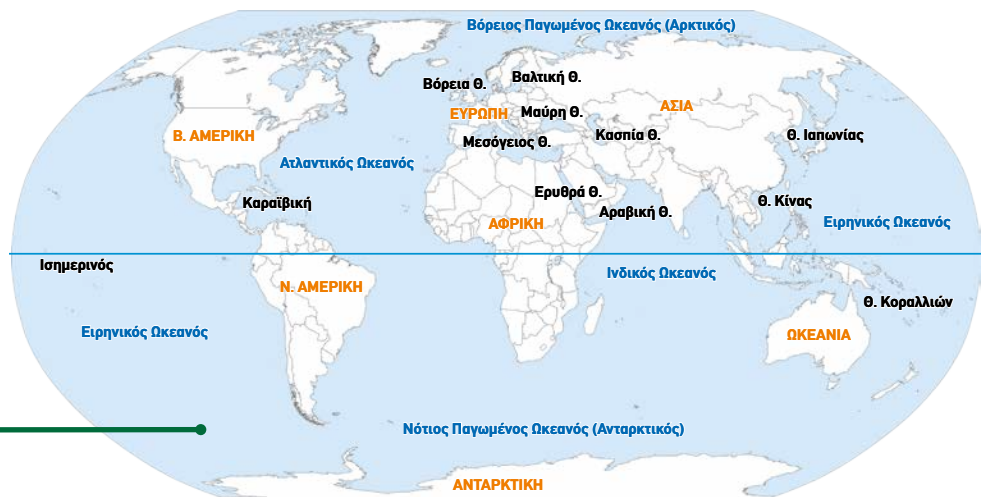 Βόρειος Παγωμένος Ωκεανός (Αρκτικός)
Βόρεια Θ.
Βαλτική Θ.
ΕΥΡΩΠΗ
Μαύρη Θ.
ΑΣΙΑ
Β. ΑΜΕΡΙΚΗ
Μεσόγειος Θ.
Κασπία Θ.
Θ. Ιαπωνίας
Ατλαντικός Ωκεανός
Καραϊβική
Ερυθρά Θ.
Αραβική Θ.
Θ. Κίνας
ΑΦΡΙΚΗ
Ειρηνικός Ωκεανός
Ισημερινός
Ινδικός Ωκεανός
Ν. ΑΜΕΡΙΚΗ
Θ. Κοραλλιών
Ειρηνικός Ωκεανός
ΩΚΕΑΝΙΑ
Νότιος Παγωμένος Ωκεανός (Ανταρκτικός)
ΑΝΤΑΡΚΤΙΚΗ